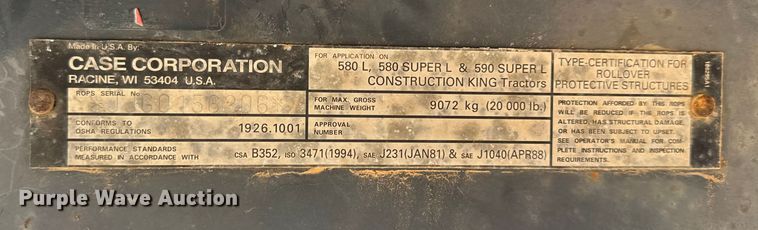 Made In U.S.A. By:
CASE CORPORATION
RACINE, WI 53404 U.S.A.
ROPS SERIAL No
CONFORMS TO
OSHA REGULATIONS 1926.1001
PERFORMANCE STANDARDS
MEASURED IN ACCORDANCE WITH CSA B352, ISO 3471(1994), SAE J231(JAN81) & SAE J1040(APR88)
FOR APPLICATION ON
580 L, 580 SUPER L & 590 SUPER L
CONSTRUCTION KING Tractors
FOR MAX. GROSS
MACHINE WEIGHT 9072 kg (20 000 lb.)
APPROVAL
NUMBER
TYPE-CERTIFICATION FOR
ROLLOVER
PROTECTIVE STRUCTURES
PROTECTION AFFORDED BY THIS ROPS
WILL BE REDUCED IF THE ROPS IS
ALTERED, HAS STRUCTURAL DAMAGE,
OR HAS BEEN SUBJECT TO UPSET.
SEE OPERATOR'S MANUAL FOR COM-
PLETE INSTRUCTIONS AND INSPECTION
REQUIREMENTS.
Purple Wave Auction